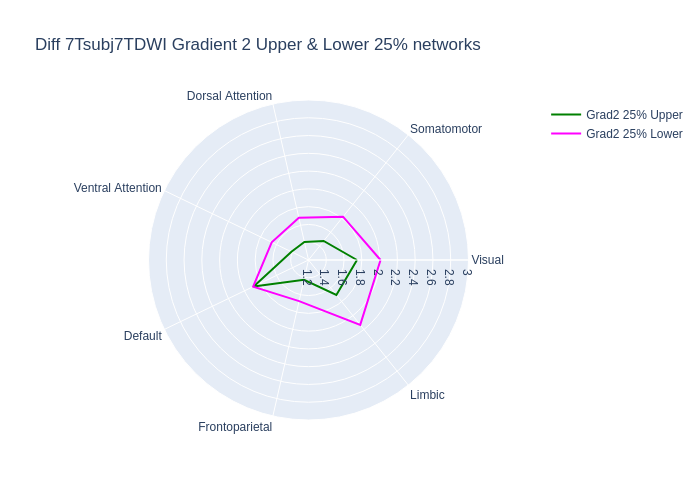 Diff 7Tsubj7TDWI Gradient 2 Upper & Lower 25% networks
Dorsal Attention
Somatomotor
Grad2 25% Upper
Grad2 25% Lower
Ventral Attention
Visual
1.2
1.4
1.6
1.8
2
2.2
2.4
2.6
2.8
3
Default
Limbic
Frontoparietal